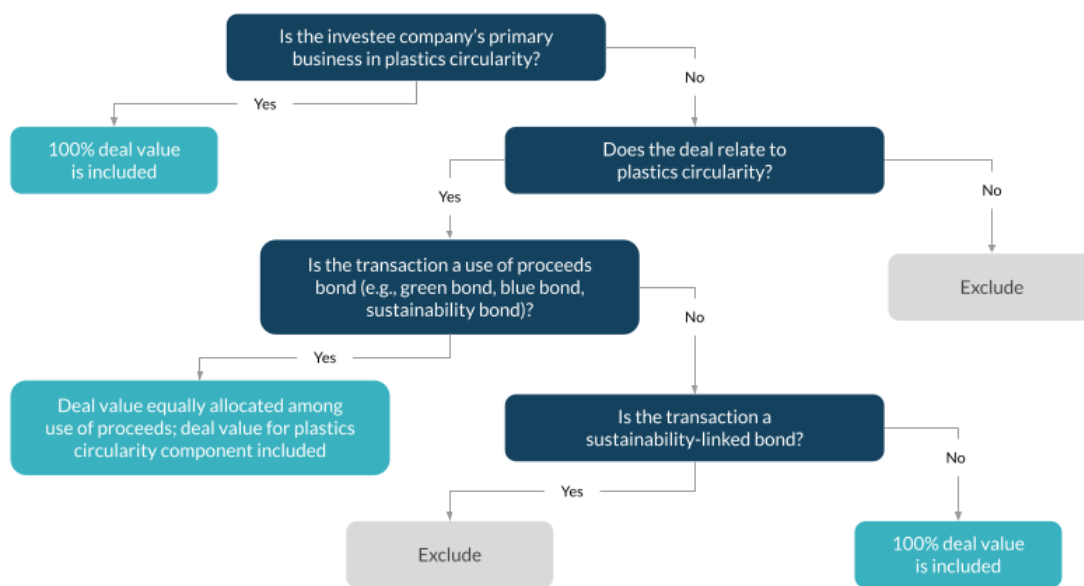 Is the investee company's primary
business in plastics circularity?
Yes
No
100% deal value
is included
Does the deal relate to
plastics circularity?
Yes
No
Is the transaction a use of proceeds
bond (e.g., green bond, blue bond,
sustainability bond)?
Exclude
Yes
No
Deal value equally allocated among
use of proceeds; deal value for plastics
circularity component included
Is the transaction a
sustainability-linked bond?
Yes
No
Exclude
100% deal value
is included